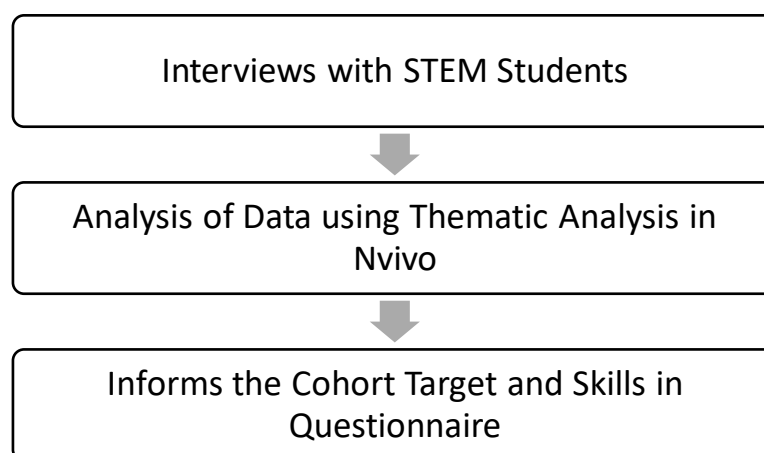 Interviews with STEM Students
Analysis of Data using Thematic Analysis in
Nvivo
Informs the Cohort Target and Skills in
Questionnaire